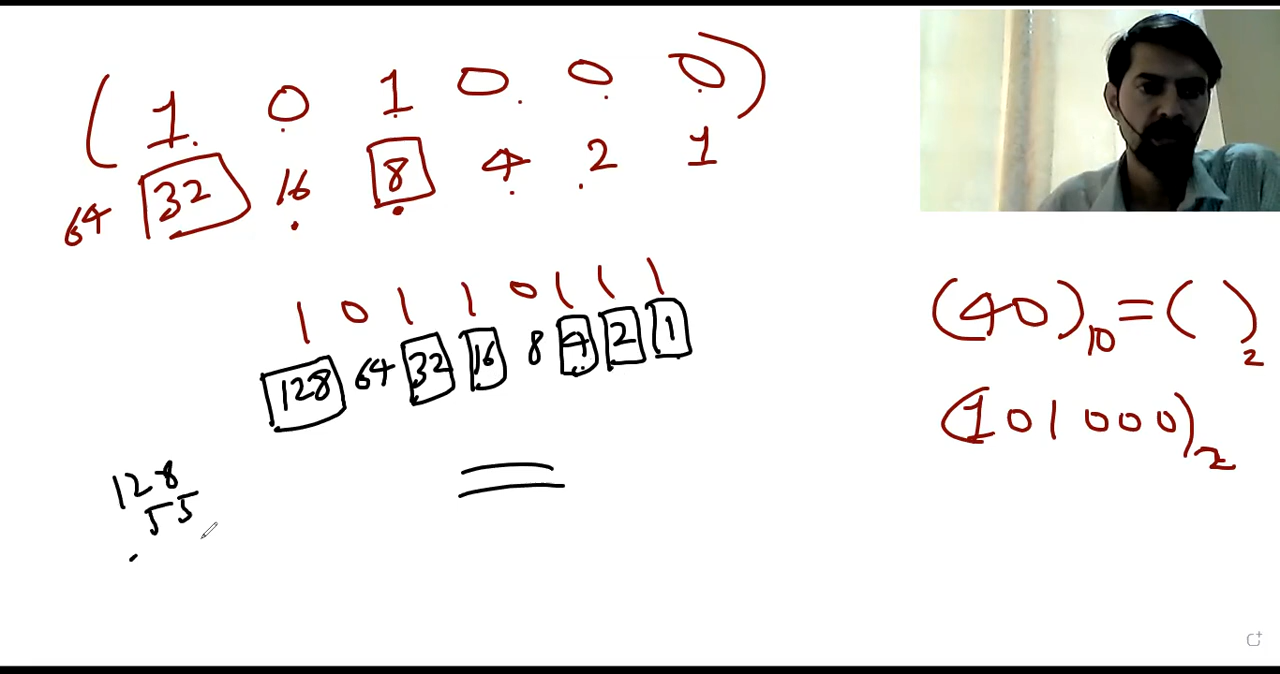 ( 1 0 1 0 0 0 )
64 32 16 8 4 2 1
1 0 1 1 0 1 1 1
128 64 32 16 8 4 2 1
(40)10 = ( )2
(101000)2
128
55